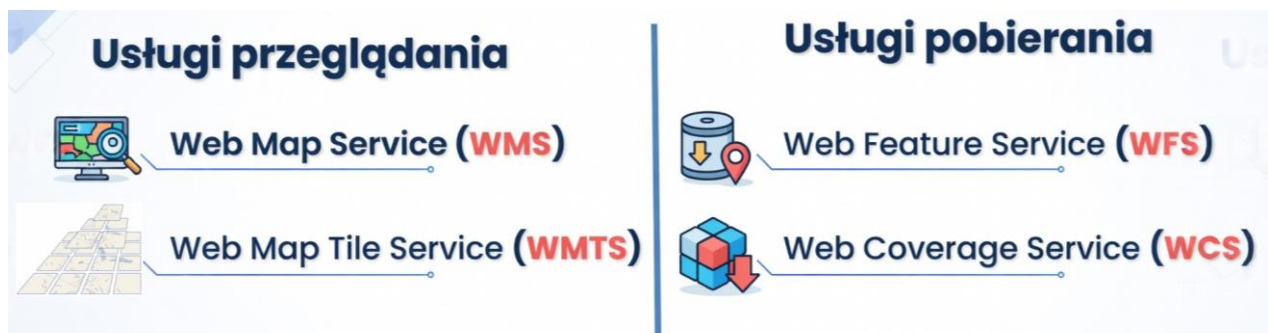 Usługi przeglądania
Web Map Service (WMS)
Web Map Tile Service (WMTS)
Usługi pobierania
Web Feature Service (WFS)
Web Coverage Service (WCS)